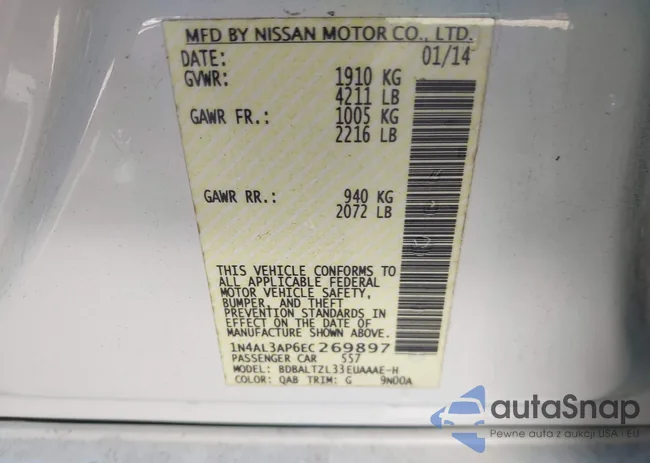 MFD BY NISSAN MOTOR CO., LTD.
DATE: 01/14
GVWR: 1910 KG
4211 LB
GAWR FR.: 1005 KG
2216 LB
GAWR RR.: 940 KG
2072 LB
THIS VEHICLE CONFORMS TO
ALL APPLICABLE FEDERAL
MOTOR VEHICLE SAFETY,
BUMPER, AND THEFT
PREVENTION STANDARDS IN
EFFECT ON THE DATE OF
MANUFACTURE SHOWN ABOVE.
1N4AL3AP6EC269897
PASSENGER CAR 557
MODEL: BDBALTZL33EUAAAE-H
COLOR: QAB TRIM: G 9N00A
autaSnap
Pewne auta z aukcji USA i EU